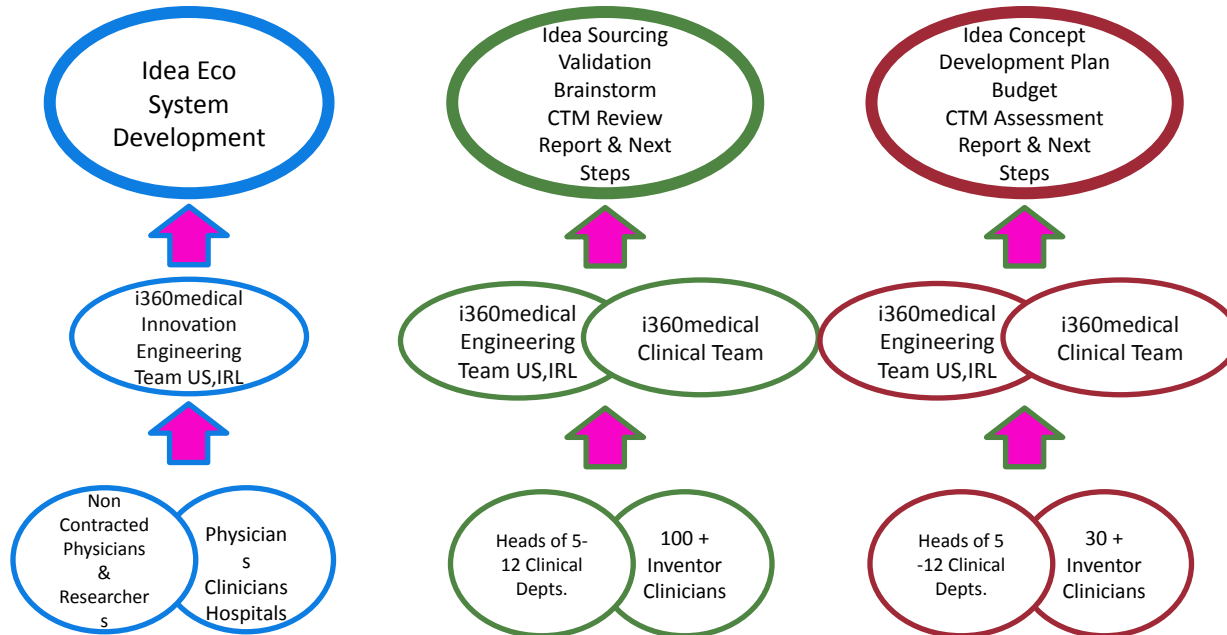 Idea Eco
System
Development
Idea Sourcing
Validation
Brainstorm
CTM Review
Report & Next
Steps
Idea Concept
Development Plan
Budget
CTM Assessment
Report & Next
Steps
i360medical
Innovation
Engineering
Team US,IRL
i360medical
Engineering
Team US,IRL
i360medical
Clinical Team
i360medical
Engineering
Team US,IRL
i360medical
Clinical Team
Non
Contracted
Physicians
&
Researcher
s
Physician
s
Clinicians
Hospitals
Heads of 5-
12 Clinical
Depts.
100 +
Inventor
Clinicians
Heads of 5
-12 Clinical
Depts.
30 +
Inventor
Clinicians